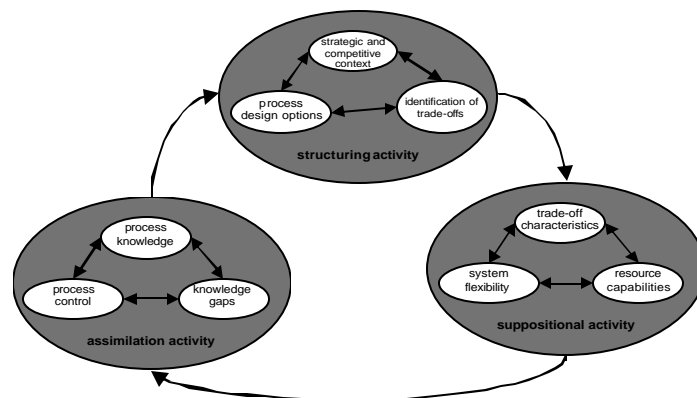 strategic and
competitive
context
process
design options
identification of
trade-offs
structuring activity
process
knowledge
process
control
knowledge
gaps
assimilation activity
trade-off
characteristics
system
flexibility
resource
capabilities
suppositional activity